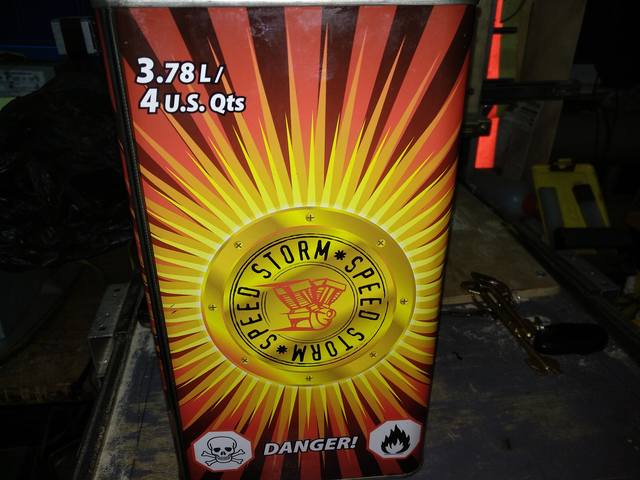 3.78 L/
4 U.S. Qts
SPEED STORM * SPEED STORM *
DANGER!